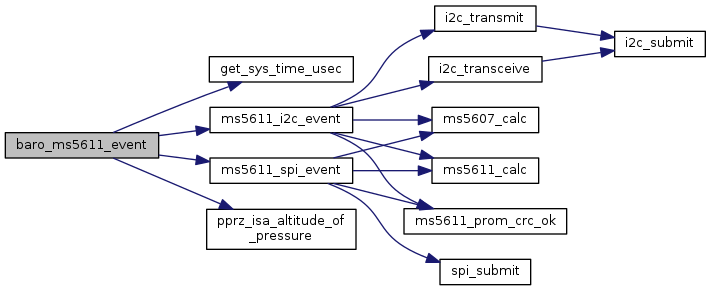 baro_ms5611_event
get_sys_time_usec
ms5611_i2c_event
ms5611_spi_event
pprz_isa_altitude_of
_pressure
i2c_transmit
i2c_transceive
ms5607_calc
ms5611_calc
ms5611_prom_crc_ok
spi_submit
i2c_submit